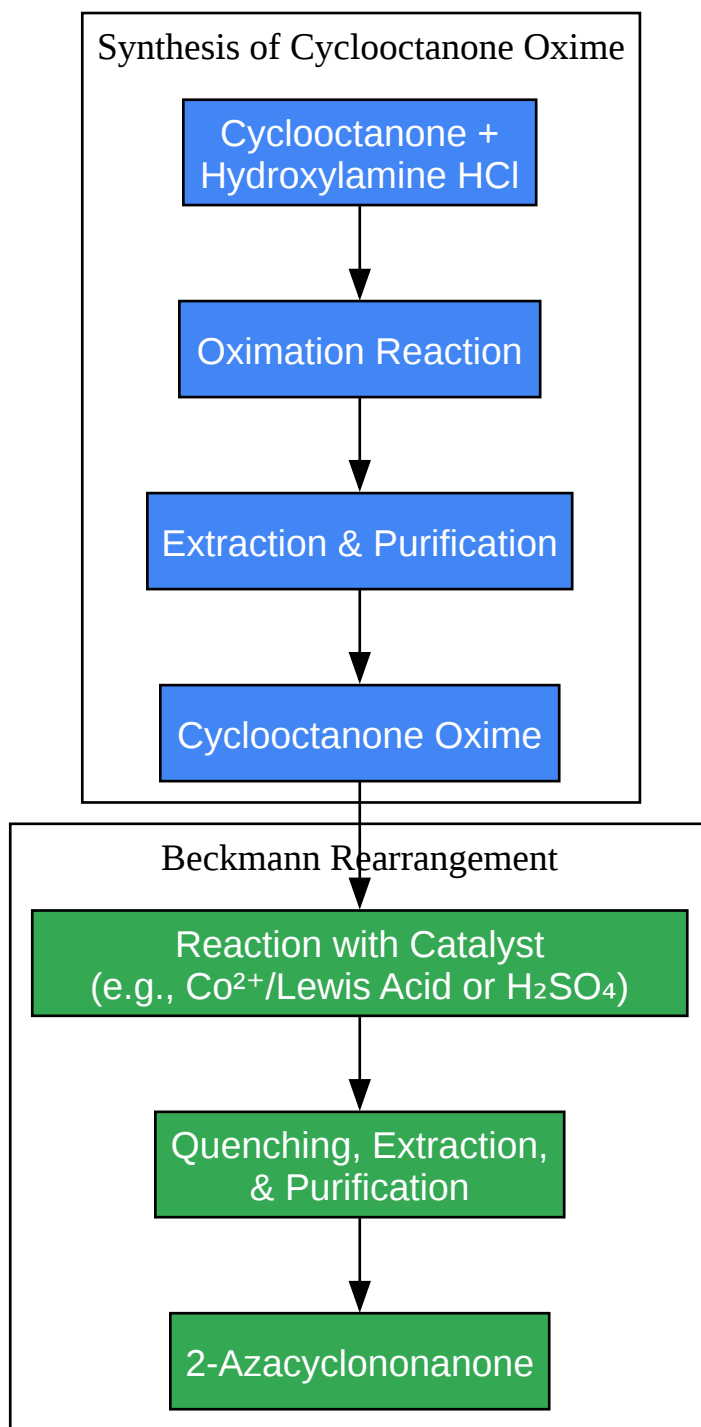 Synthesis of Cyclooctanone Oxime
Cyclooctanone +
Hydroxylamine HCl
Oximation Reaction
Extraction & Purification
Cyclooctanone Oxime
Beckmann Rearrangement
Reaction with Catalyst
(e.g., Co²⁺/Lewis Acid or H₂SO₄)
Quenching, Extraction,
& Purification
2-Azacyclononanone